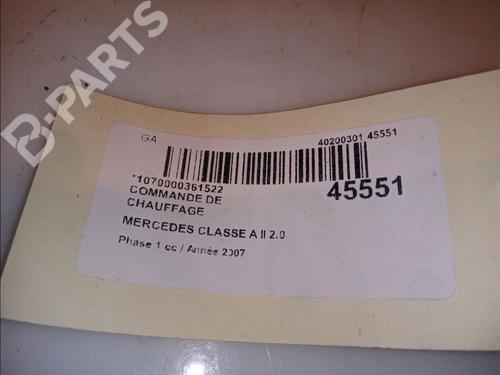 B-PARTS
GA
40200301 45551
*1070000361522
45551
COMMANDE DE
CHAUFFAGE
MERCEDES CLASSE A II 2.0
Phase 1 cc / Année 2007